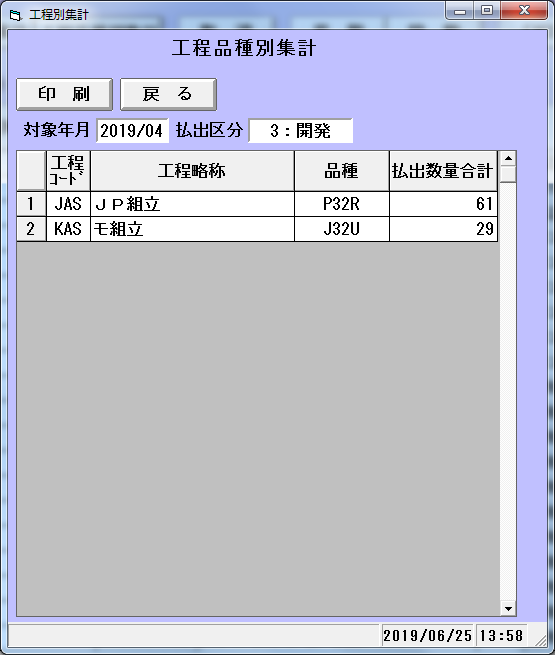 工程別集計
工程品種別集計
印　刷　戻　る
対象年月 2019/04 払出区分 3：開発
工程ｺｰﾄﾞ 工程略称 品種 払出数量合計
1 JAS ＪＰ組立 P32R 61
2 KAS モ組立 J32U 29
2019/06/25 13:58